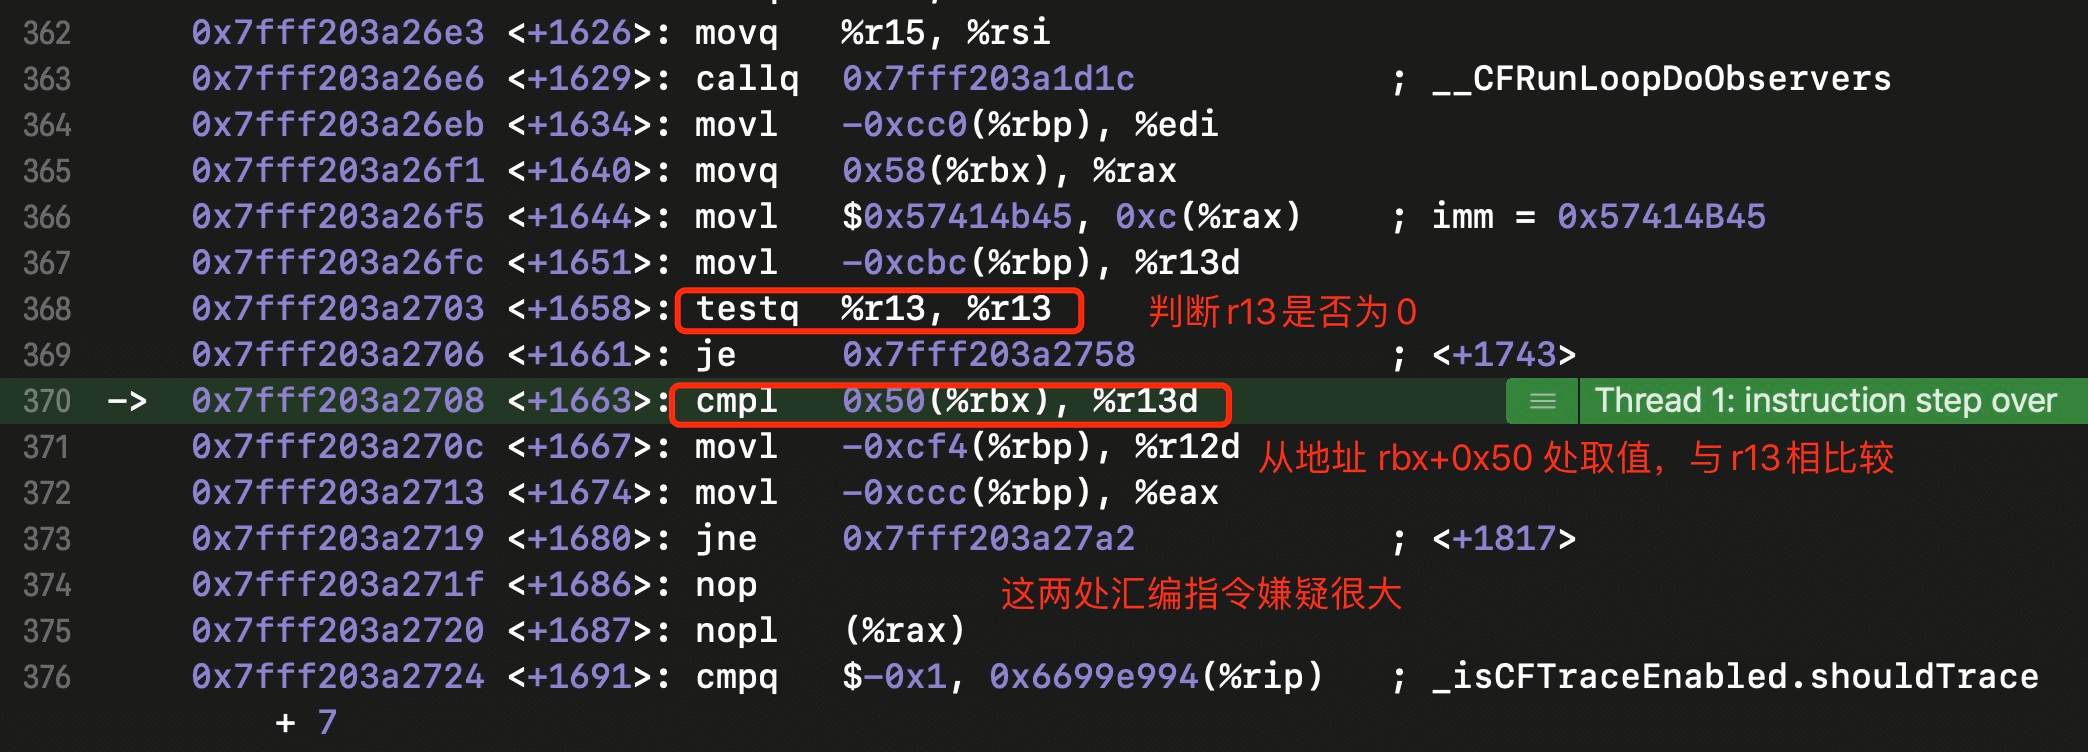 362 0x7fff203a26e3 <+1626>: movq %r15, %rsi
363 0x7fff203a26e6 <+1629>: callq 0x7fff203a1d1c ; __CFRunLoopDoObservers
364 0x7fff203a26eb <+1634>: movl -0xcc0(%rbp), %edi
365 0x7fff203a26f1 <+1640>: movq 0x58(%rbx), %rax
366 0x7fff203a26f5 <+1644>: movl $0x57414b45, 0xc(%rax) ; imm = 0x57414B45
367 0x7fff203a26fc <+1651>: movl -0xcbc(%rbp), %r13d
368 0x7fff203a2703 <+1658>: testq %r13, %r13 判断r13是否为0
369 0x7fff203a2706 <+1661>: je 0x7fff203a2758 ; <+1743>
370 -> 0x7fff203a2708 <+1663>: cmpl 0x50(%rbx), %r13d Thread 1: instruction step over
371 0x7fff203a270c <+1667>: movl -0xcf4(%rbp), %r12d 从地址 rbx+0x50 处取值，与r13相比较
372 0x7fff203a2713 <+1674>: movl -0xccc(%rbp), %eax
373 0x7fff203a2719 <+1680>: jne 0x7fff203a27a2 ; <+1817>
374 0x7fff203a271f <+1686>: nop 这两处汇编指令嫌疑很大
375 0x7fff203a2720 <+1687>: nopl (%rax)
376 0x7fff203a2724 <+1691>: cmpq $-0x1, 0x6699e994(%rip) ; _isCFTraceEnabled.shouldTrace
+ 7